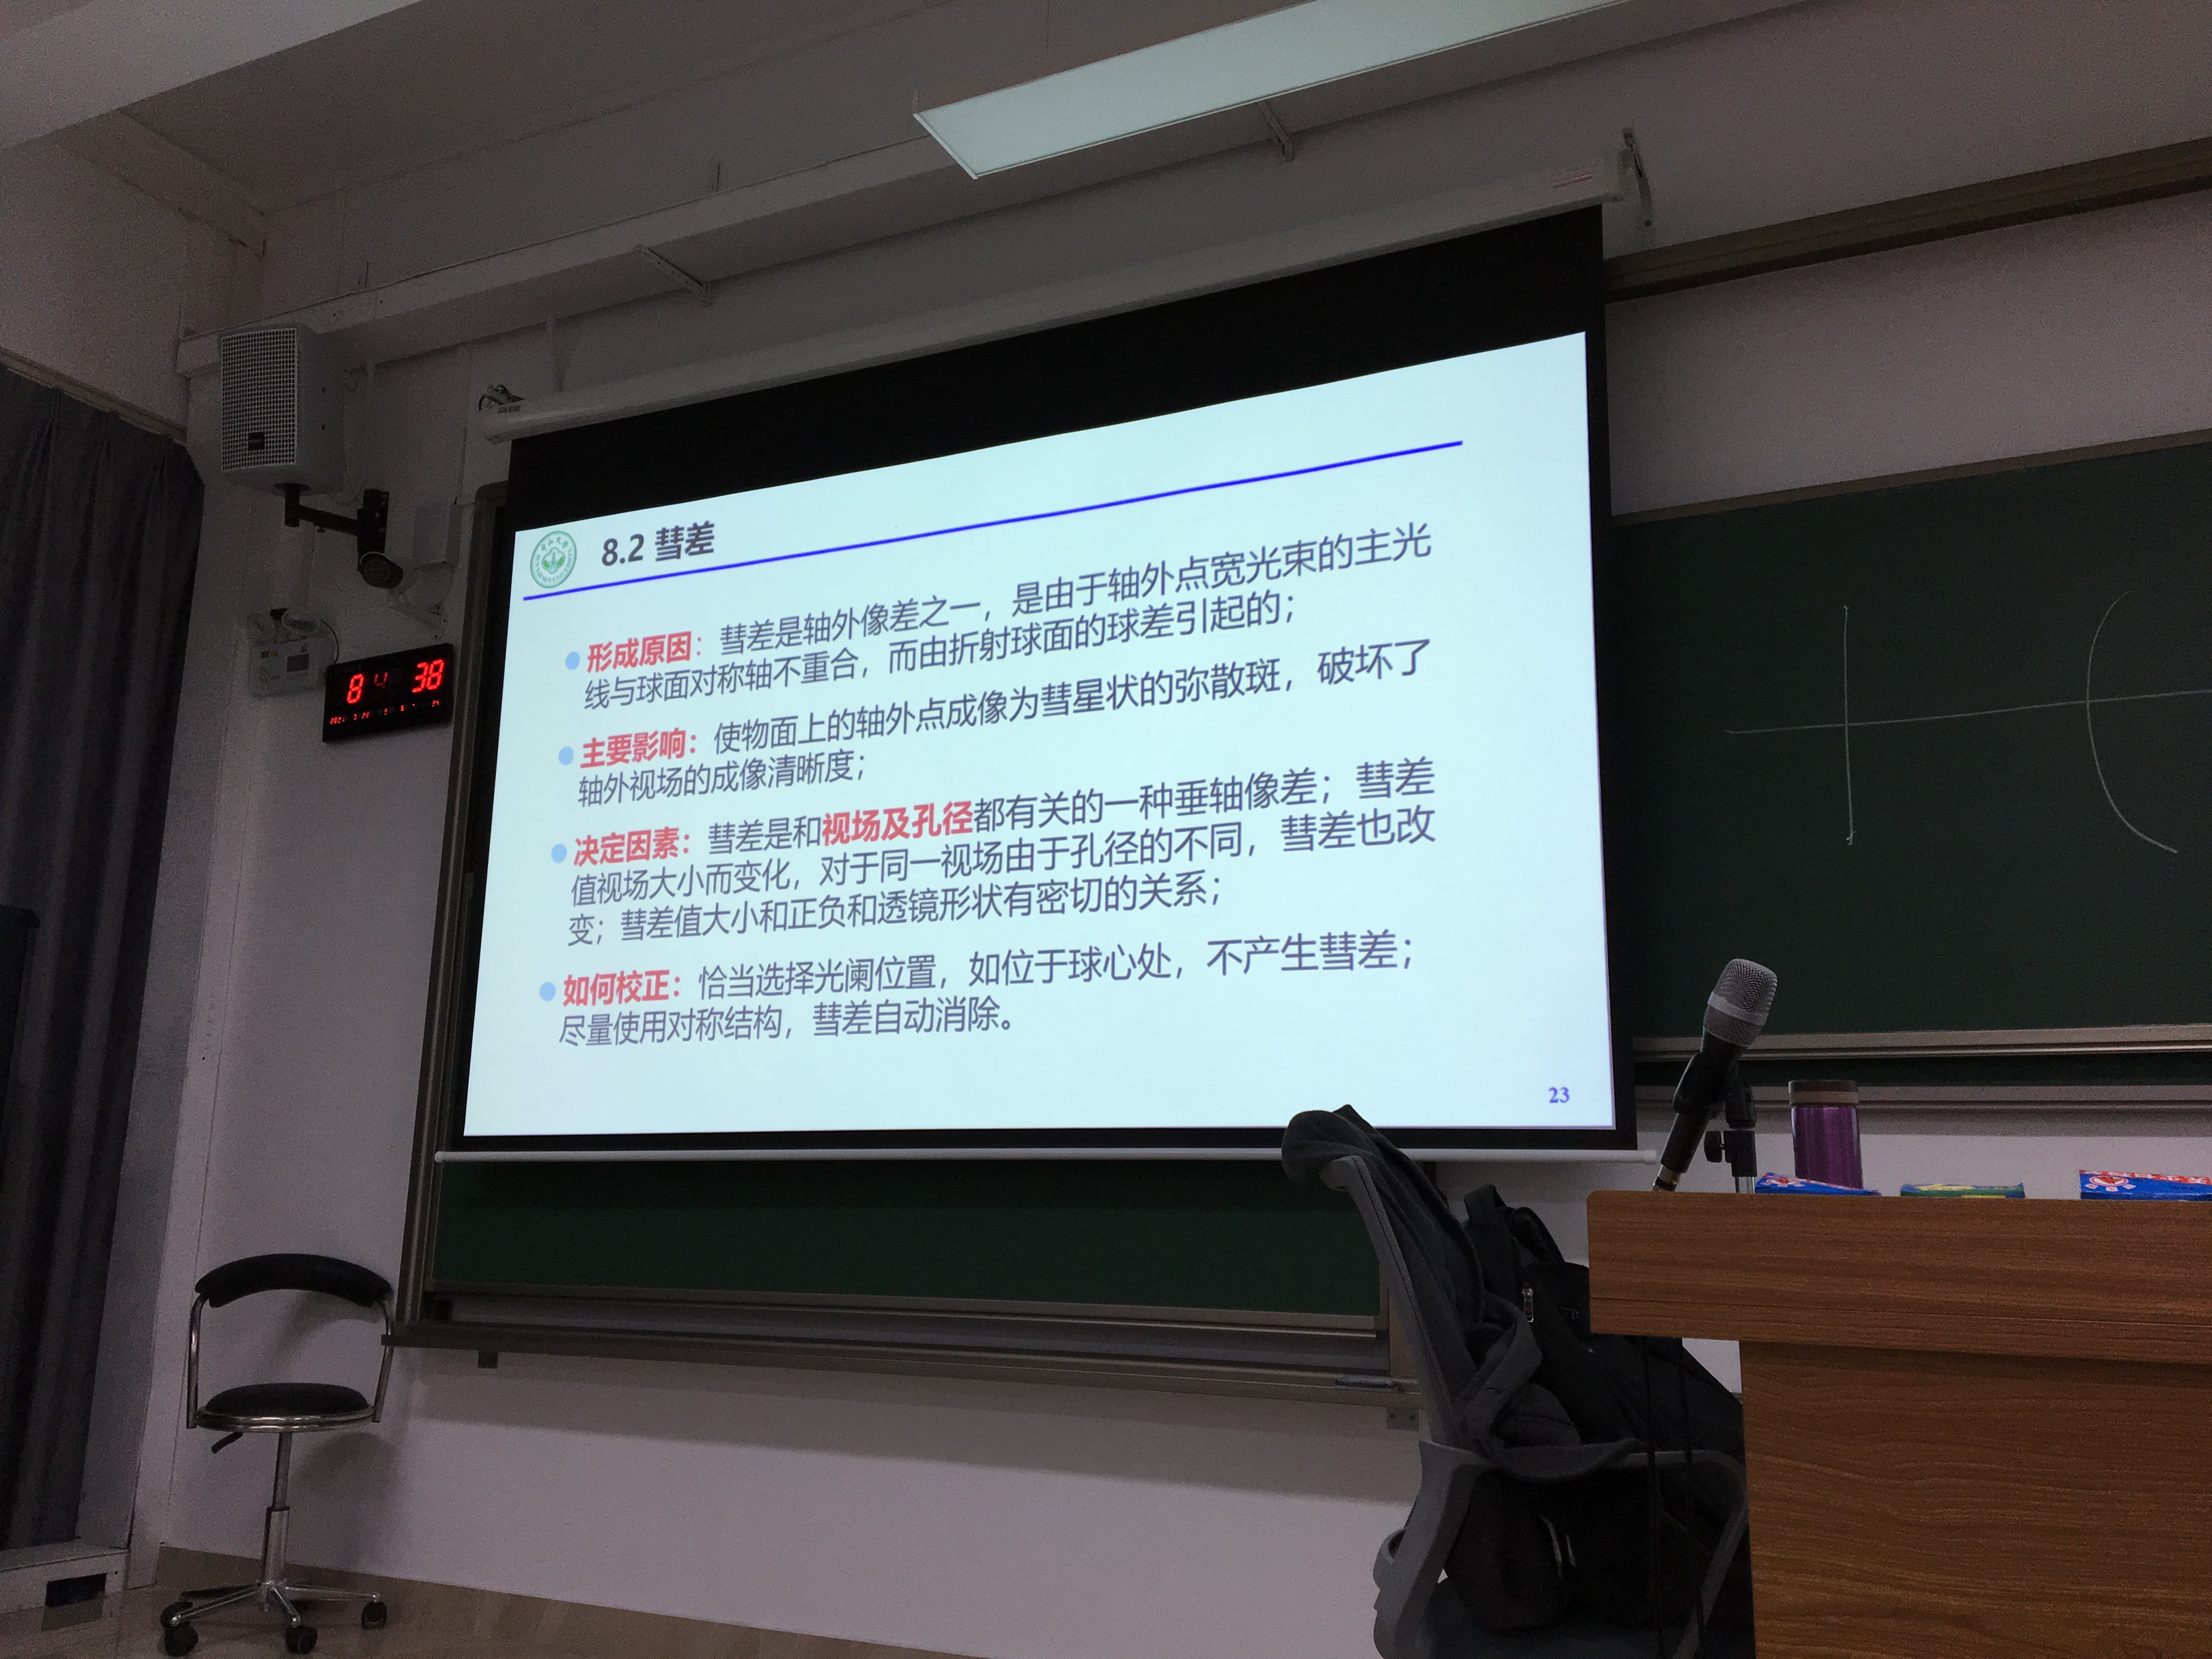 8.2 彗差
形成原因：彗差是轴外像差之一，是由于轴外点宽光束的主光
线与球面对称轴不重合，而由折射球面的球差引起的；
主要影响：使物面上的轴外点成像为彗星状的弥散斑，破坏了
轴外视场的成像清晰度；
决定因素：彗差是和视场及孔径都有关的一种垂轴像差；彗差
值视场大小而变化，对于同一视场由于孔径的不同，彗差也改
变；彗差值大小和正负和透镜形状有密切的关系；
如何校正：恰当选择光阑位置，如位于球心处，不产生彗差；
尽量使用对称结构，彗差自动消除。
23
8 38